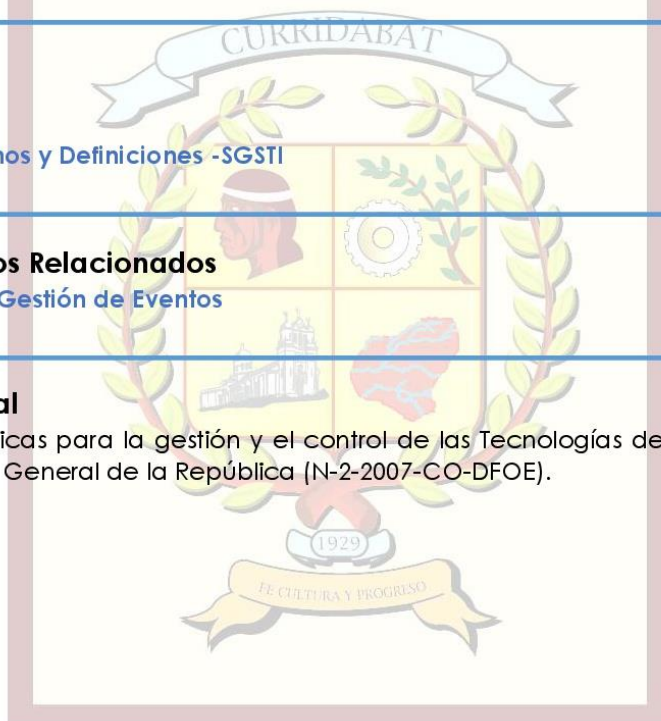 CURRIDABAT
nos y Definiciones -SGSTI
os Relacionados
Gestión de Eventos
al
icas para la gestión y el control de las Tecnologías de
General de la República (N-2-2007-CO-DFOE).
1929
FE CULTURA Y PROGRESO